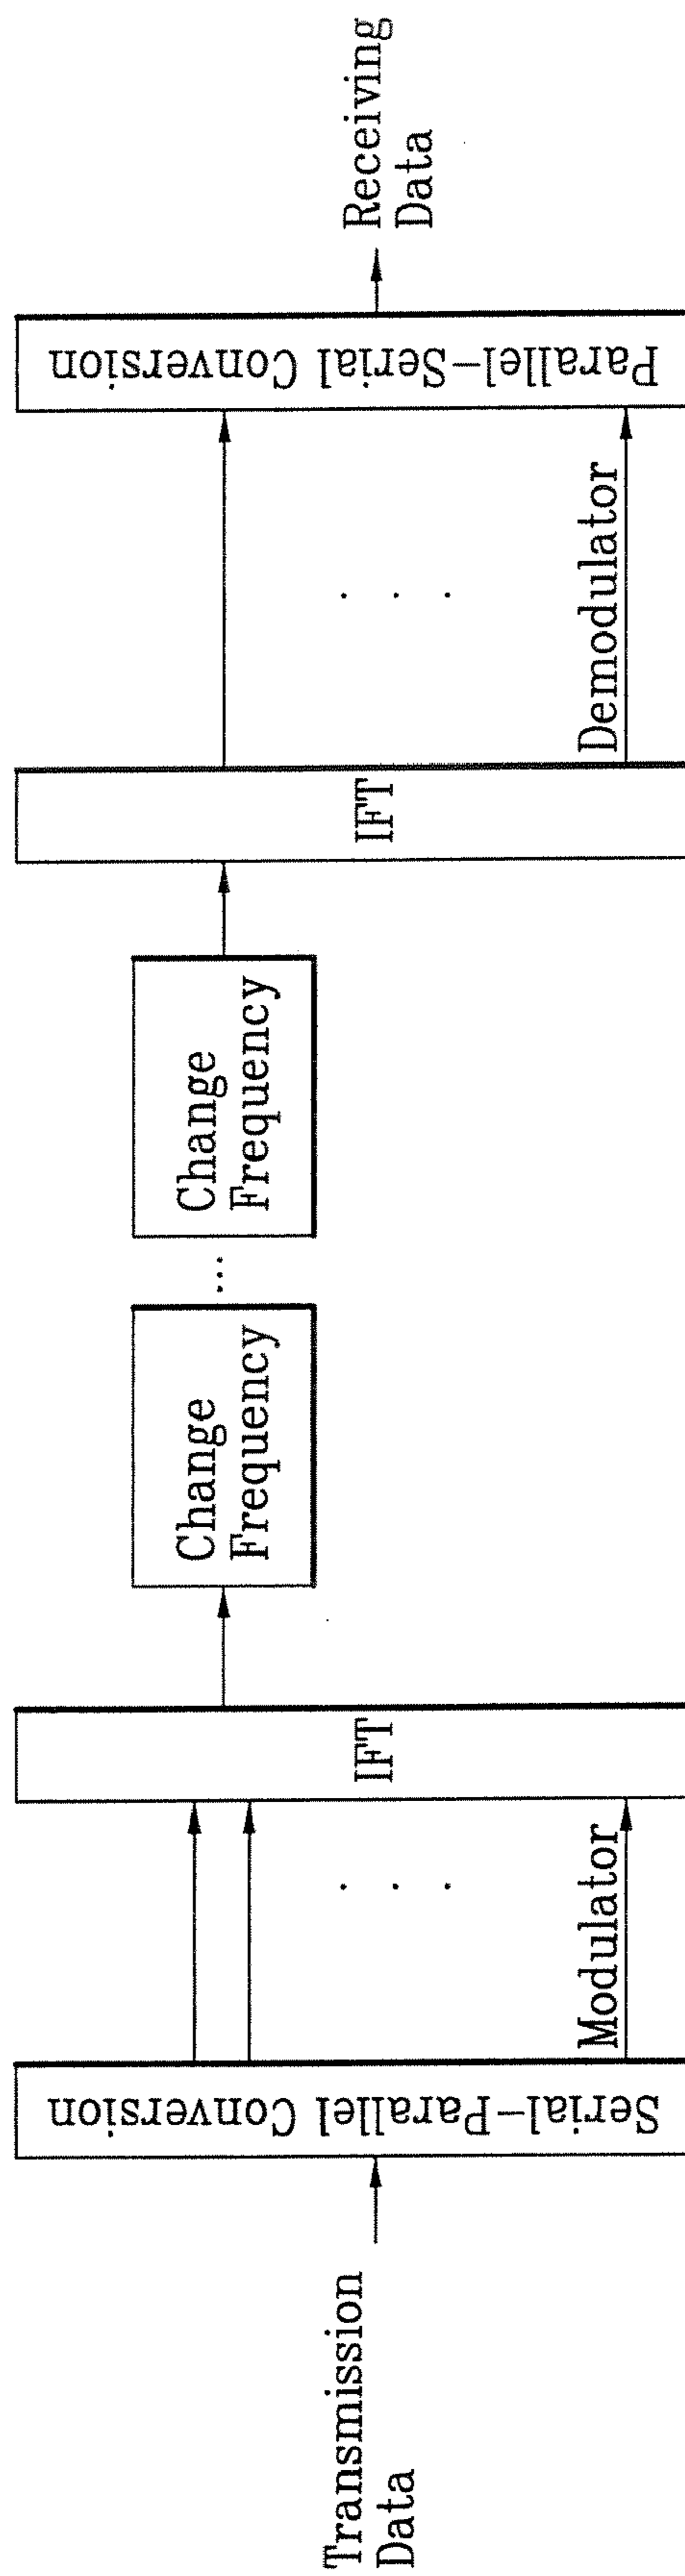 Transmission
Data
Serial-Parallel Conversion
Modulator
. . .
IFT
Change
Frequency
...
Change
Frequency
IFT
Demodulator
. . .
Parallel-Serial Conversion
Receiving
Data